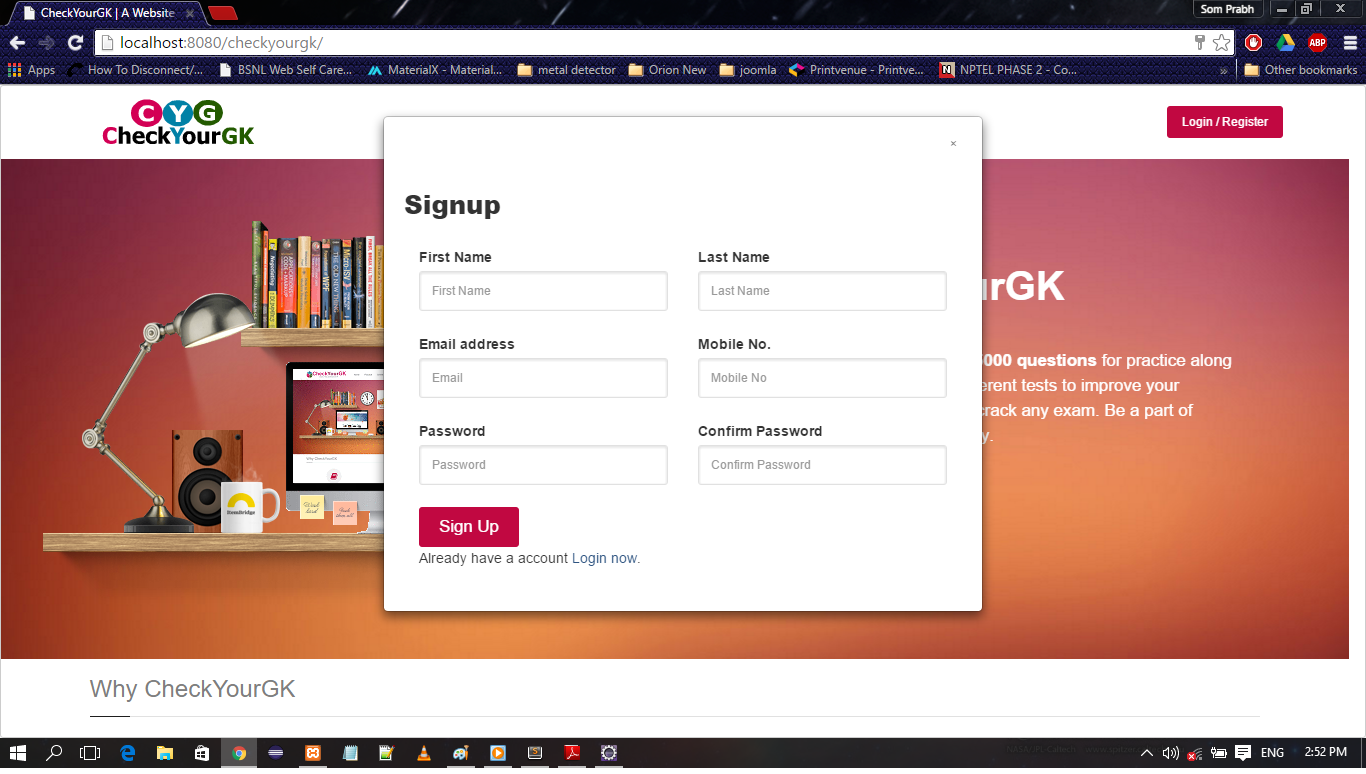 CheckYourGK | A Website
Som Prabh
localhost:8080/checkyourgk/
ABP
Apps
How To Disconnect/...
BSNL Web Self Care...
MaterialX - Material...
metal detector
Orion New
joomla
Printvenue - Printve...
NPTEL PHASE 2 - Co...
»
Other bookmarks
CYG
CheckYourGK
Login / Register
×
Signup
First Name
Last Name
First Name
Last Name
Email address
Mobile No.
Email
Mobile No
Password
Confirm Password
Password
Confirm Password
Sign Up
Already have a account Login now.
urGK
000 questions for practice along
erent tests to improve your
crack any exam. Be a part of
y.
CheckYourGK
Why CheckYourGK
ENG
2:52 PM